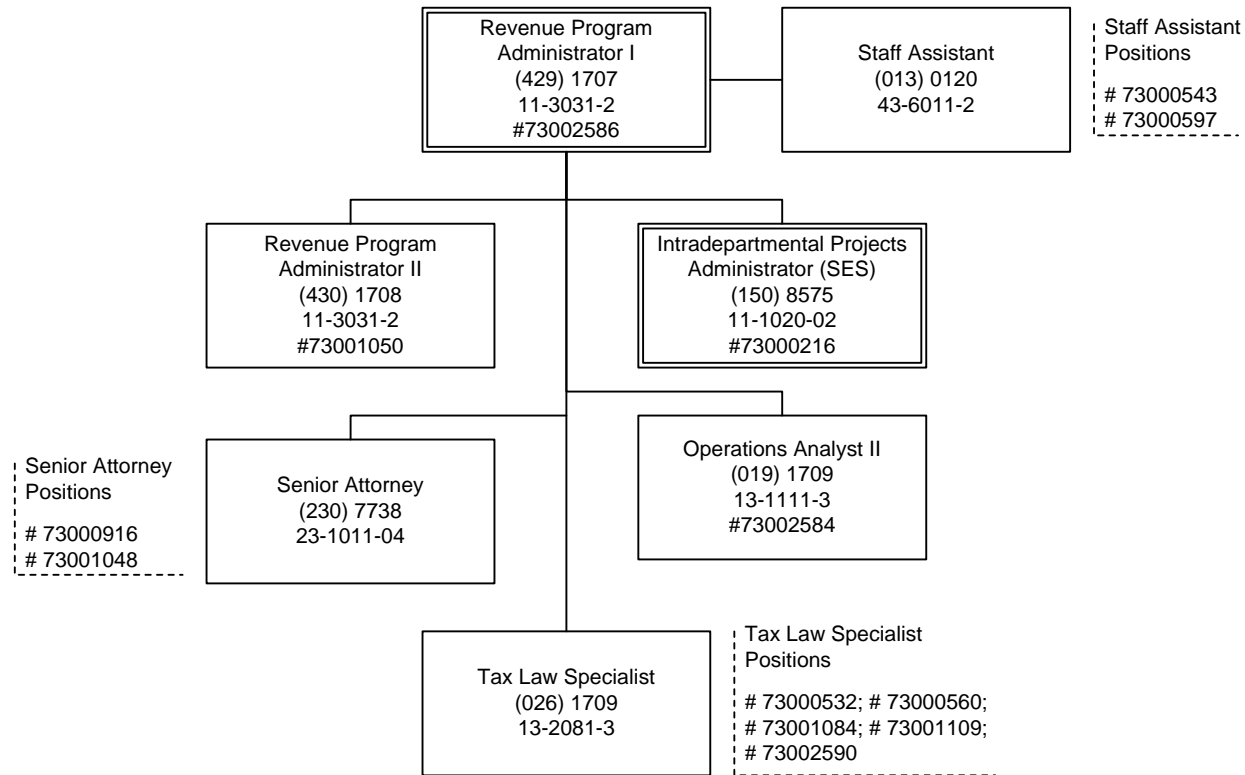 Revenue Program
Administrator I
(429) 1707
11-3031-2
#73002586
Staff Assistant
(013) 0120
43-6011-2
Staff Assistant
Positions
# 73000543
# 73000597
Revenue Program
Administrator II
(430) 1708
11-3031-2
#73001050
Intradepartmental Projects
Administrator (SES)
(150) 8575
11-1020-02
#73000216
Senior Attorney
Positions
# 73000916
# 73001048
Senior Attorney
(230) 7738
23-1011-04
Operations Analyst II
(019) 1709
13-1111-3
#73002584
Tax Law Specialist
(026) 1709
13-2081-3
Tax Law Specialist
Positions
# 73000532; # 73000560;
# 73001084; # 73001109;
# 73002590